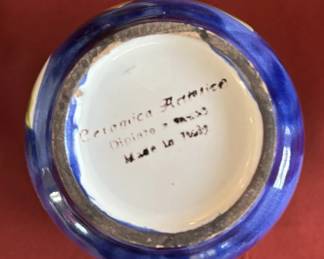 Ceramica Artistica
Dipinto a mano
Made in Italy